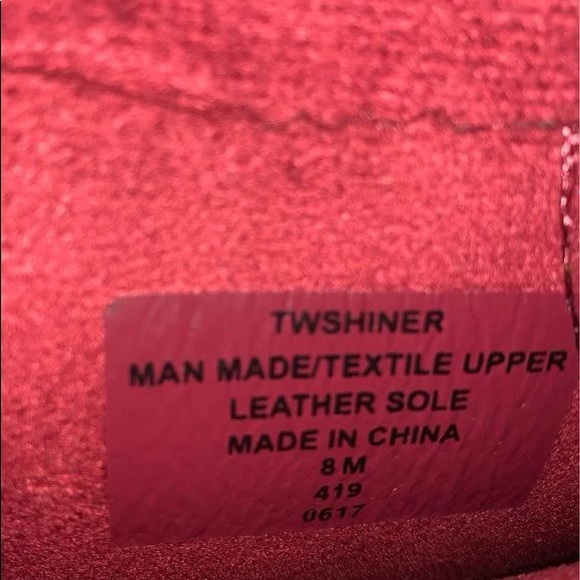 TWSHINER
MAN MADE/TEXTILE UPPER
LEATHER SOLE
MADE IN CHINA
8 M
419
0617